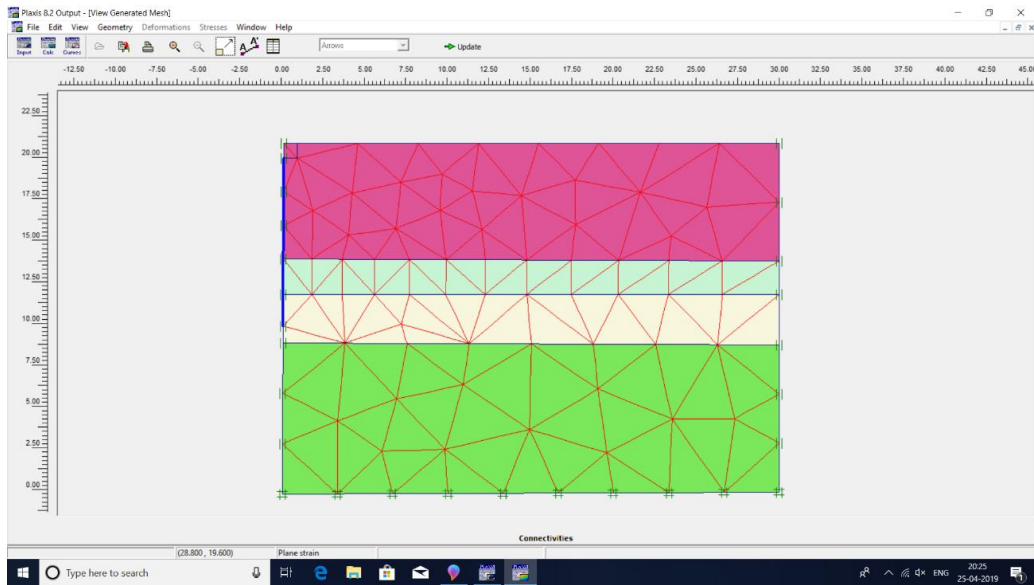 Plaxis 8.2 Output - [View Generated Mesh]
File Edit View Geometry Deformations Stresses Window Help
Input Calc Curves A A' Arrows Update
-12.50 -10.00 -7.50 -5.00 -2.50 0.00 2.50 5.00 7.50 10.00 12.50 15.00 17.50 20.00 22.50 25.00 27.50 30.00 32.50 35.00 37.50 40.00 42.50 45.0
22.50
20.00
17.50
15.00
12.50
10.00
7.50
5.00
2.50
0.00
Connectivities
(28.800 , 19.600) Plane strain
Type here to search ENG 20:25
25-04-2019